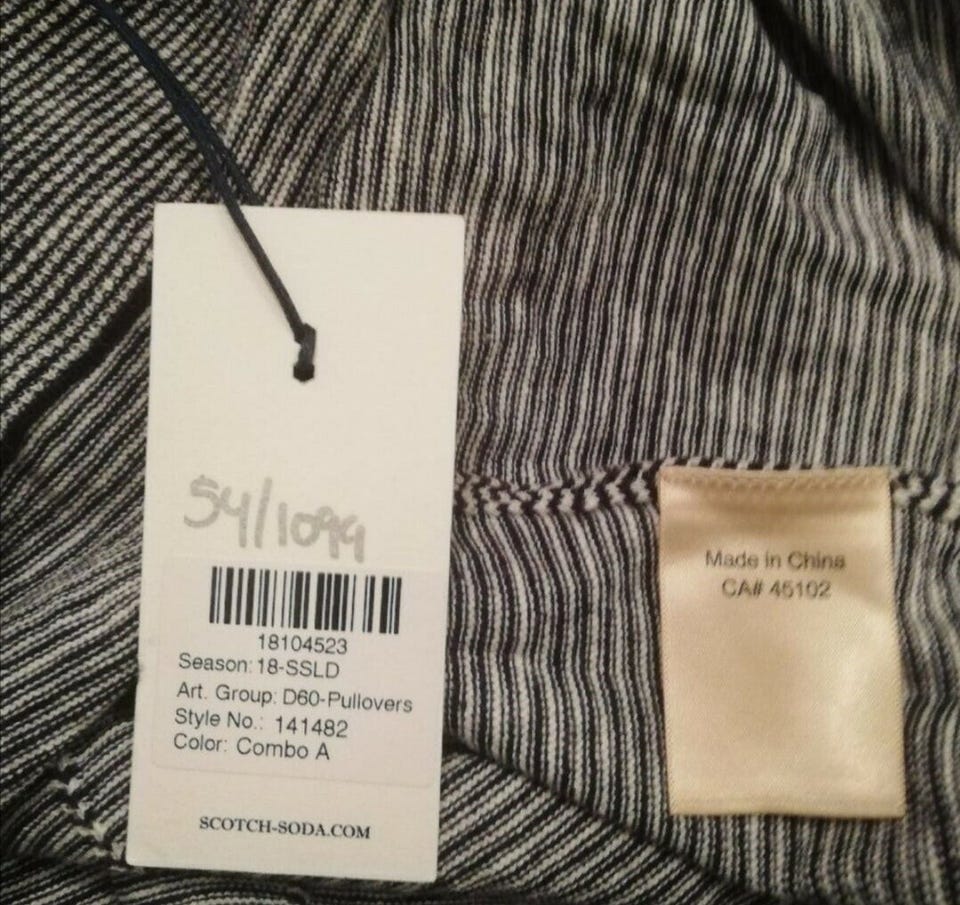 54/1099
18104523
Season: 18-SSLD
Art. Group: D60-Pullovers
Style No.: 141482
Color: Combo A
SCOTCH-SODA.COM
Made in China
CA# 45102